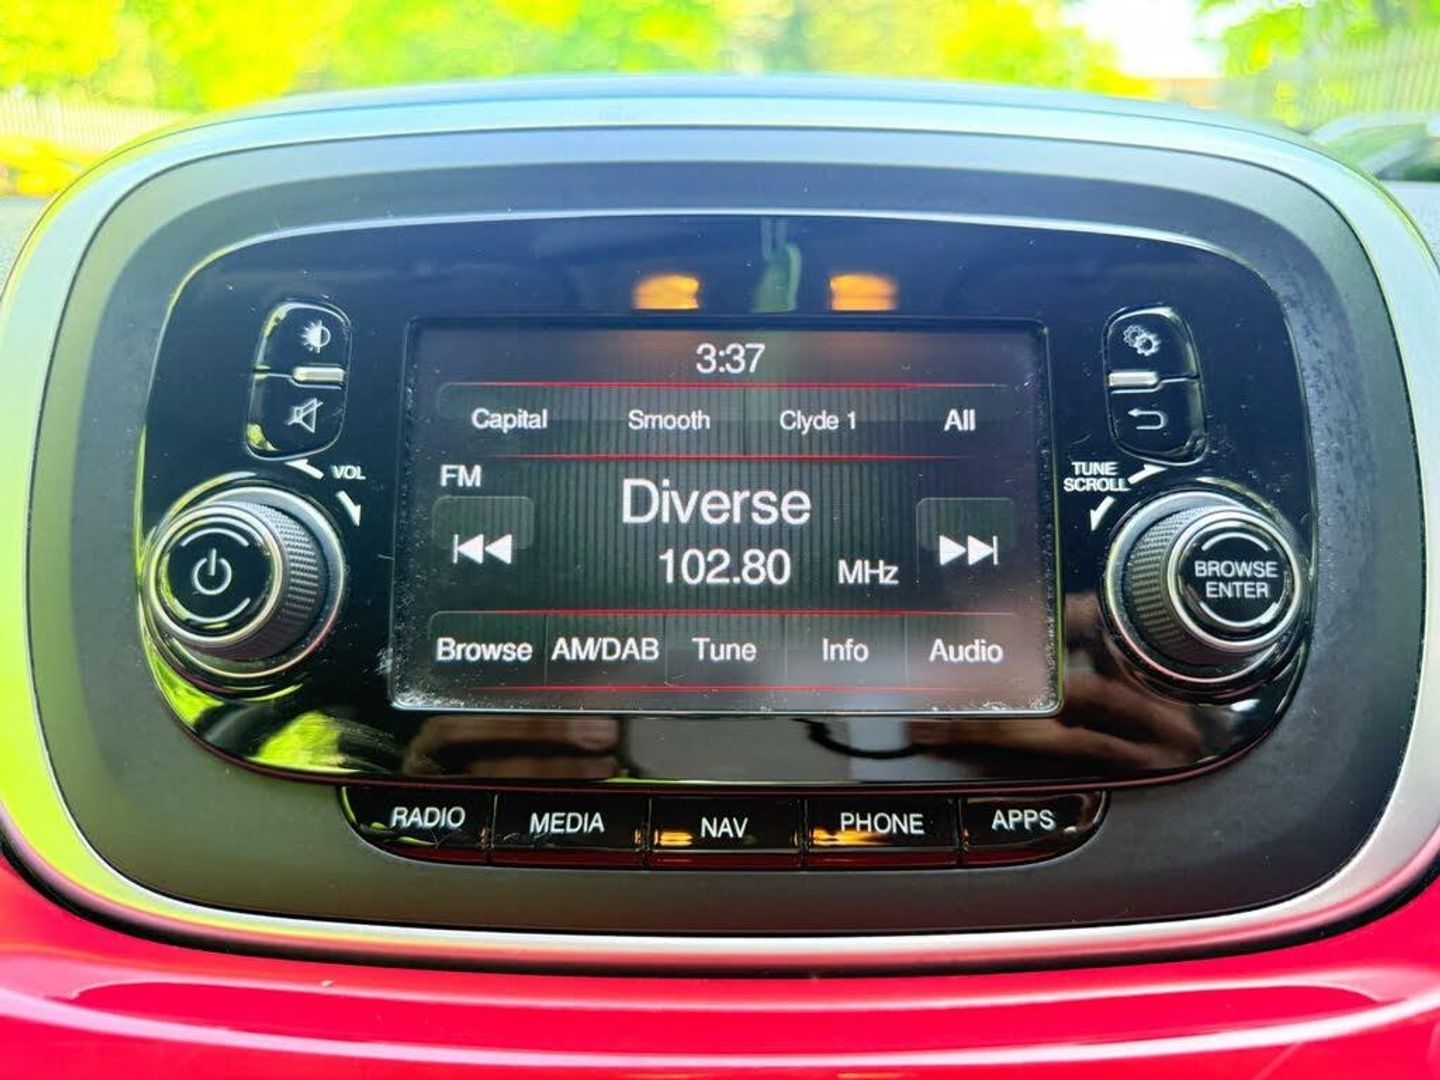 3:37
Capital Smooth Clyde 1 All
FM
VOL
TUNE
SCROLL
Diverse
102.80 MHz
BROWSE
ENTER
Browse AM/DAB Tune Info Audio
RADIO MEDIA NAV PHONE APPS